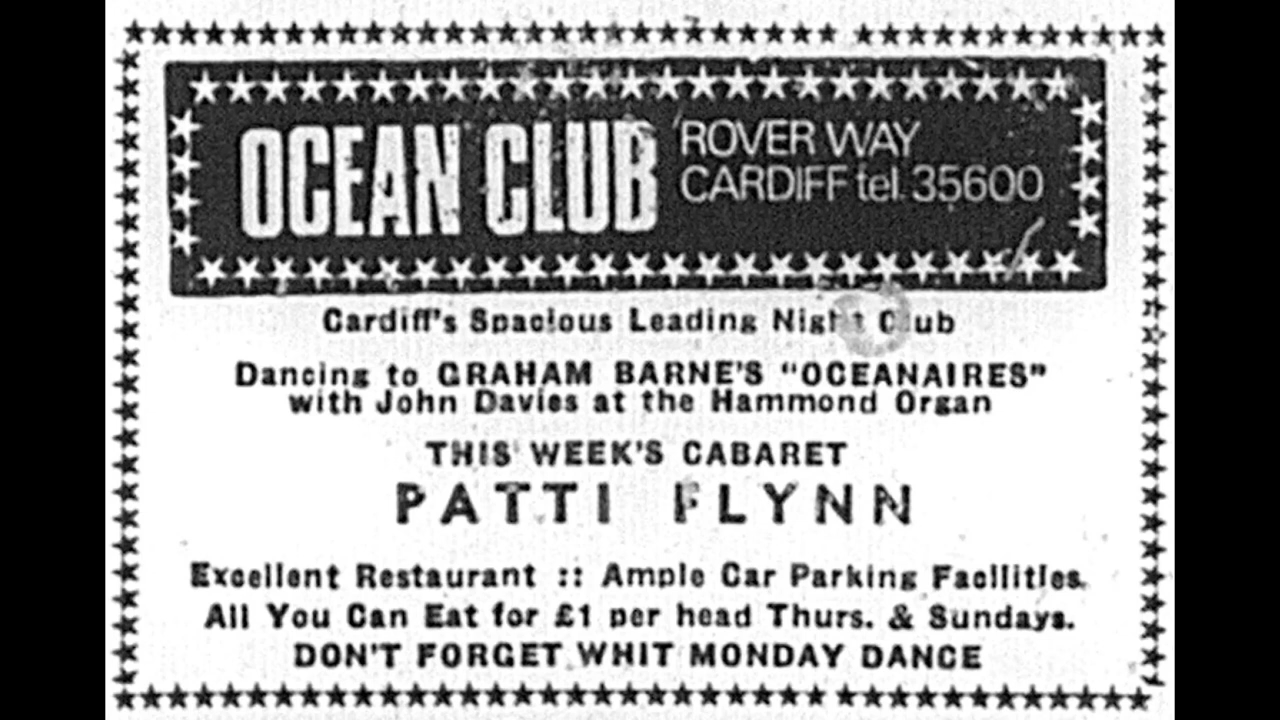 OCEAN CLUB
ROVER WAY
CARDIFF tel. 35600
Cardiff's Spacious Leading Night Club
Dancing to GRAHAM BARNE'S "OCEANAIRES"
with John Davies at the Hammond Organ
THIS WEEK'S CABARET
PATTI FLYNN
Excellent Restaurant :: Ample Car Parking Facilities.
All You Can Eat for £1 per head Thurs. & Sundays.
DON'T FORGET WHIT MONDAY DANCE